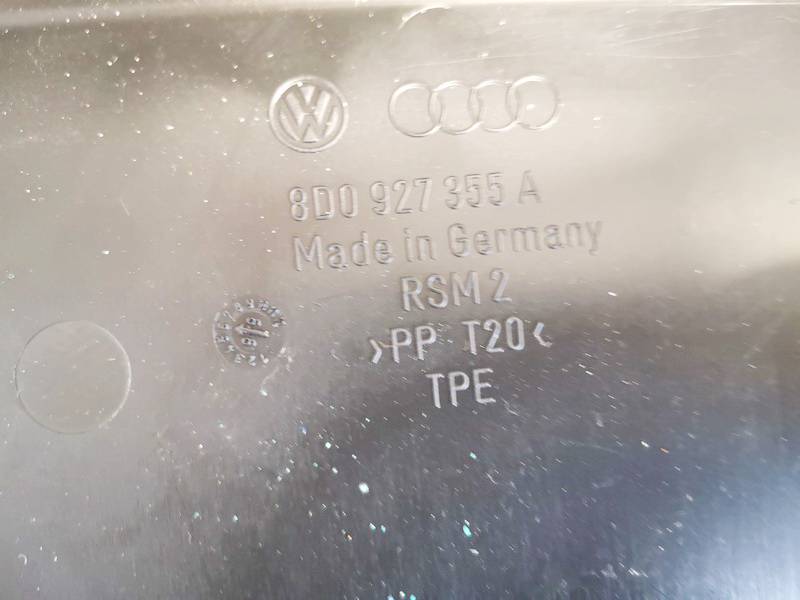 8D0 927 355 A
Made in Germany
RSM 2
>PP T20<
TPE